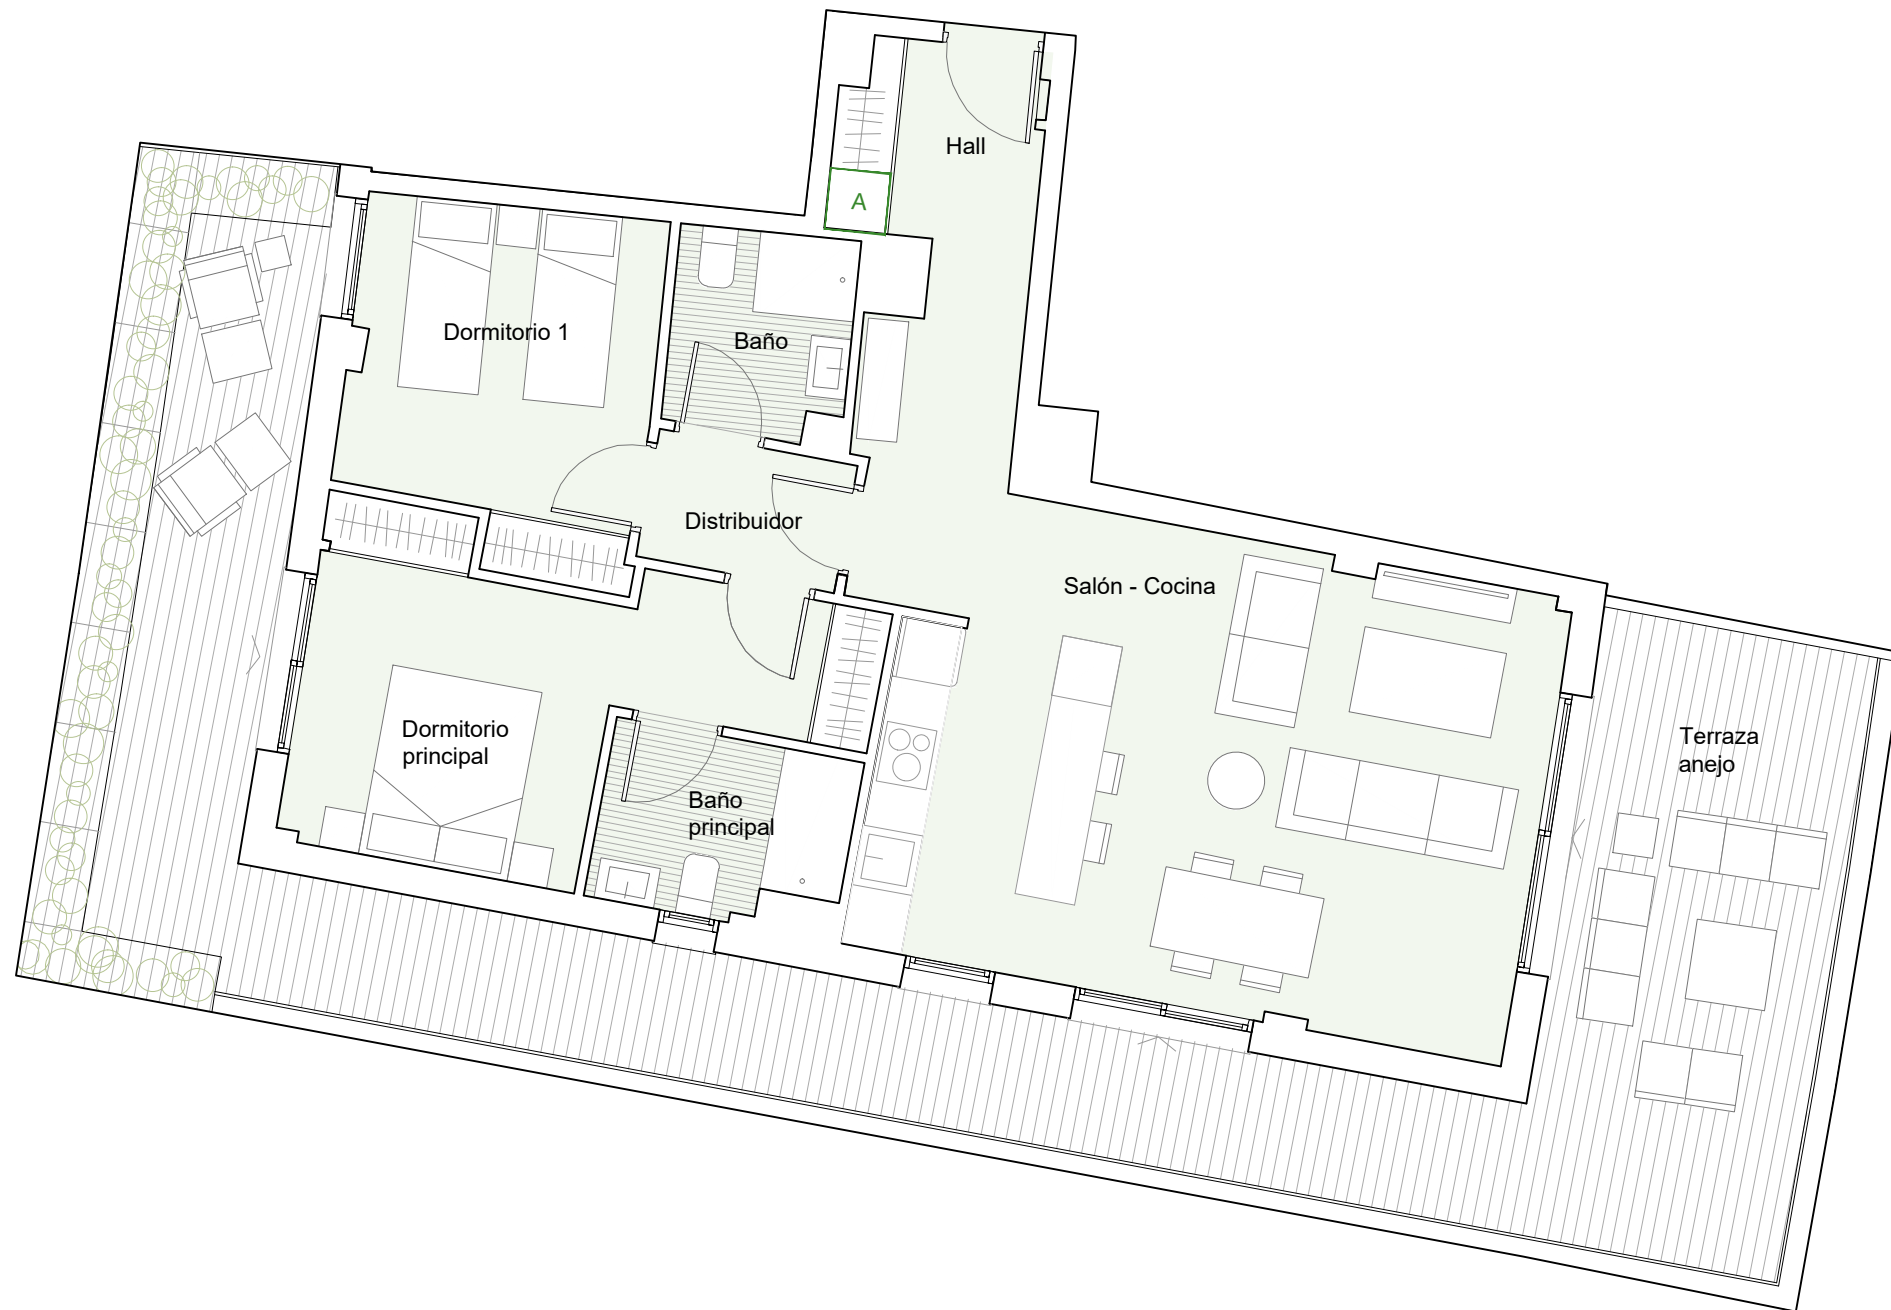 Hall
A
Dormitorio 1
Baño
Distribuidor
Salón - Cocina
Dormitorio
principal
Baño
principal
Terraza
anejo